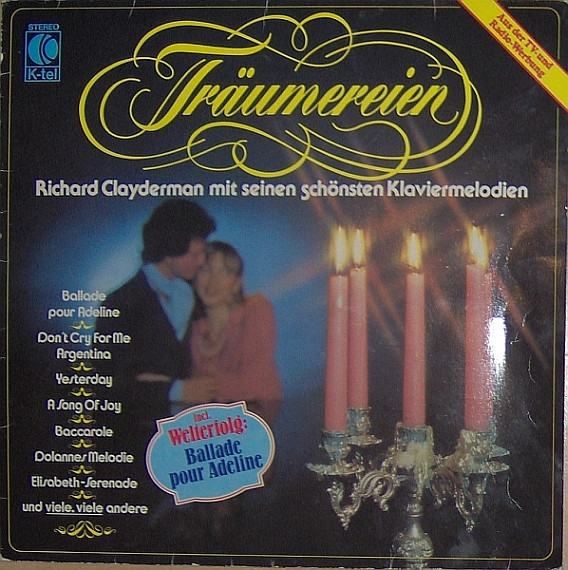 STEREO
K-tel
Aus der TV- und
Radio-Werbung
Träumereien
Richard Clayderman mit seinen schönsten Klaviermelodien
Ballade
pour Adeline
Don't Cry For Me
Argentina
Yesterday
A Song Of Joy
Baccarole
Dolannes Melodie
Elisabeth-Serenade
und viele, viele andere
incl.
Welterfolg:
Ballade
pour Adeline